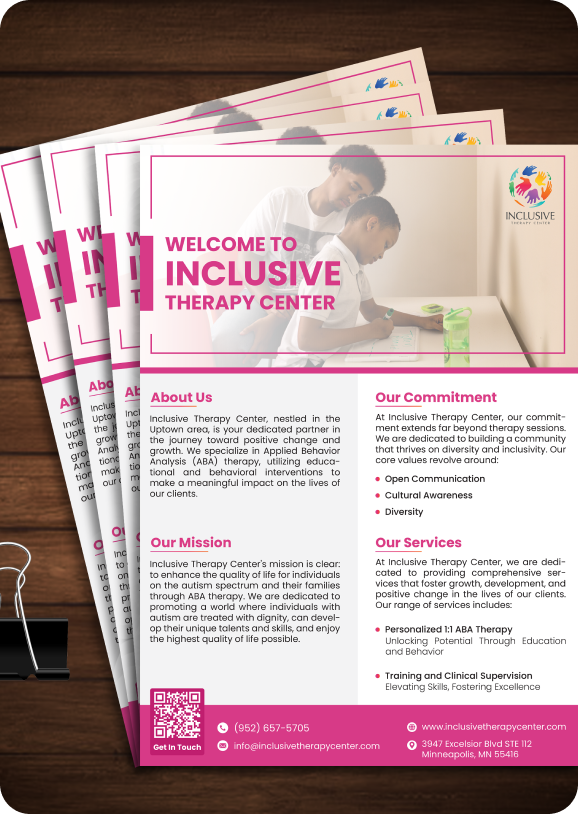 INCLUSIVE
THERAPY CENTER
WELCOME TO
INCLUSIVE
THERAPY CENTER
About Us
Inclusive Therapy Center, nestled in the
Uptown area, is your dedicated partner in
the journey toward positive change and
growth. We specialize in Applied Behavior
Analysis (ABA) therapy, utilizing educa-
tional and behavioral interventions to
make a meaningful impact on the lives of
our clients.
Our Mission
Inclusive Therapy Center's mission is clear:
to enhance the quality of life for individuals
on the autism spectrum and their families
through ABA therapy. We are dedicated to
promoting a world where individuals with
autism are treated with dignity, can devel-
op their unique talents and skills, and enjoy
the highest quality of life possible.
Our Commitment
At Inclusive Therapy Center, our commit-
ment extends far beyond therapy sessions.
We are dedicated to building a community
that thrives on diversity and inclusivity. Our
core values revolve around:
Open Communication
Cultural Awareness
Diversity
Our Services
At Inclusive Therapy Center, we are dedi-
cated to providing comprehensive ser-
vices that foster growth, development, and
positive change in the lives of our clients.
Our range of services includes:
Personalized 1:1 ABA Therapy
Unlocking Potential Through Education
and Behavior
Training and Clinical Supervision
Elevating Skills, Fostering Excellence
Get In Touch
(952) 657-5705
info@inclusivetherapycenter.com
www.inclusivetherapycenter.com
3947 Excelsior Blvd STE 112
Minneapolis, MN 55416